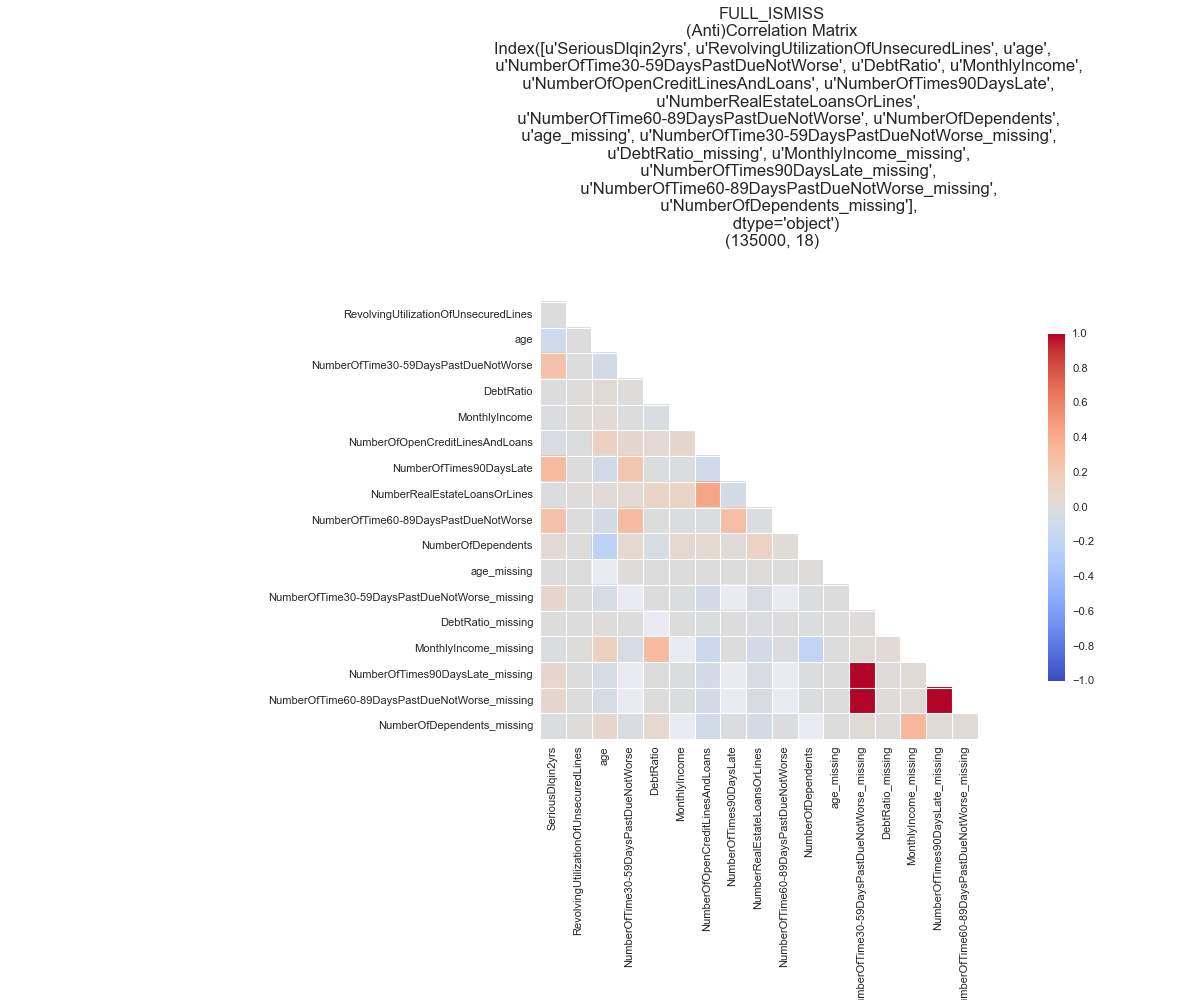 FULL_ISMISS
(Anti)Correlation Matrix
Index([u'SeriousDlqin2yrs', u'RevolvingUtilizationOfUnsecuredLines', u'age',
u'NumberOfTime30-59DaysPastDueNotWorse', u'DebtRatio', u'MonthlyIncome',
u'NumberOfOpenCreditLinesAndLoans', u'NumberOfTimes90DaysLate',
u'NumberRealEstateLoansOrLines',
u'NumberOfTime60-89DaysPastDueNotWorse', u'NumberOfDependents',
u'age_missing', u'NumberOfTime30-59DaysPastDueNotWorse_missing',
u'DebtRatio_missing', u'MonthlyIncome_missing',
u'NumberOfTimes90DaysLate_missing',
u'NumberOfTime60-89DaysPastDueNotWorse_missing',
u'NumberOfDependents_missing'],
dtype='object')
(135000, 18)
RevolvingUtilizationOfUnsecuredLines
age
NumberOfTime30-59DaysPastDueNotWorse
DebtRatio
MonthlyIncome
NumberOfOpenCreditLinesAndLoans
NumberOfTimes90DaysLate
NumberRealEstateLoansOrLines
NumberOfTime60-89DaysPastDueNotWorse
NumberOfDependents
age_missing
NumberOfTime30-59DaysPastDueNotWorse_missing
DebtRatio_missing
MonthlyIncome_missing
NumberOfTimes90DaysLate_missing
NumberOfTime60-89DaysPastDueNotWorse_missing
NumberOfDependents_missing
1.0
0.8
0.6
0.4
0.2
0.0
−0.2
−0.4
−0.6
−0.8
−1.0
SeriousDlqin2yrs
RevolvingUtilizationOfUnsecuredLines
age
NumberOfTime30-59DaysPastDueNotWorse
DebtRatio
MonthlyIncome
NumberOfOpenCreditLinesAndLoans
NumberOfTimes90DaysLate
NumberRealEstateLoansOrLines
NumberOfTime60-89DaysPastDueNotWorse
NumberOfDependents
age_missing
umberOfTime30-59DaysPastDueNotWorse_missing
DebtRatio_missing
MonthlyIncome_missing
NumberOfTimes90DaysLate_missing
umberOfTime60-89DaysPastDueNotWorse_missing